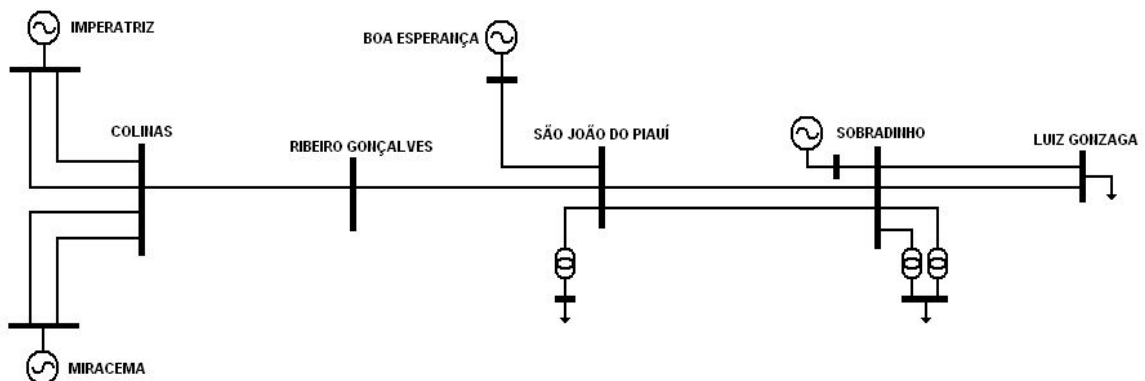 IMPERATRIZ
BOA ESPERANÇA
COLINAS
RIBEIRO GONÇALVES
SÃO JOÃO DO PIAUÍ
SOBRADINHO
LUIZ GONZAGA
MIRACEMA